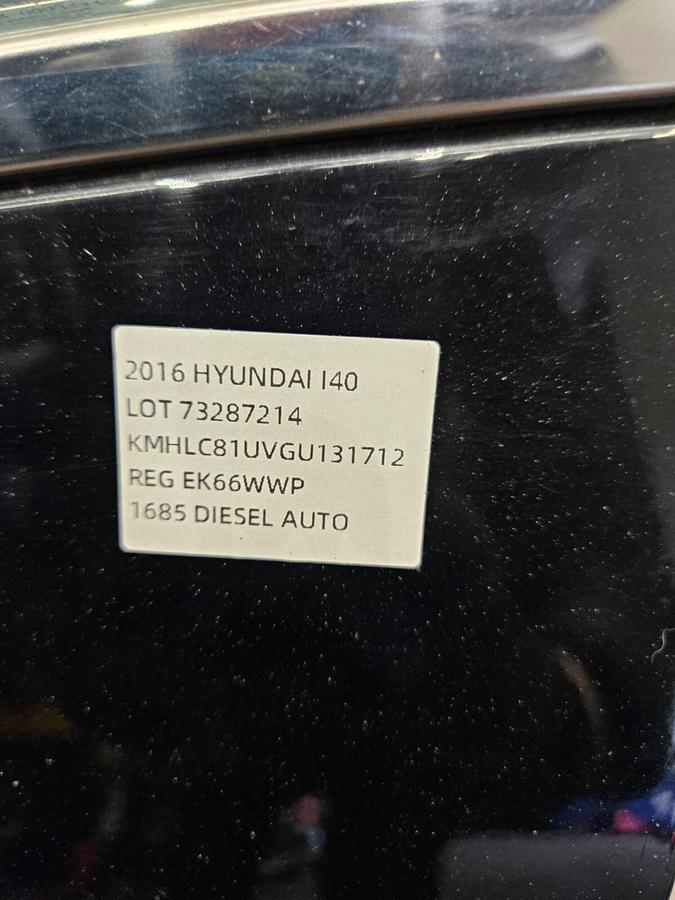 2016 HYUNDAI I40
LOT 73287214
KMHLC81UVGU131712
REG EK66WWP
1685 DIESEL AUTO